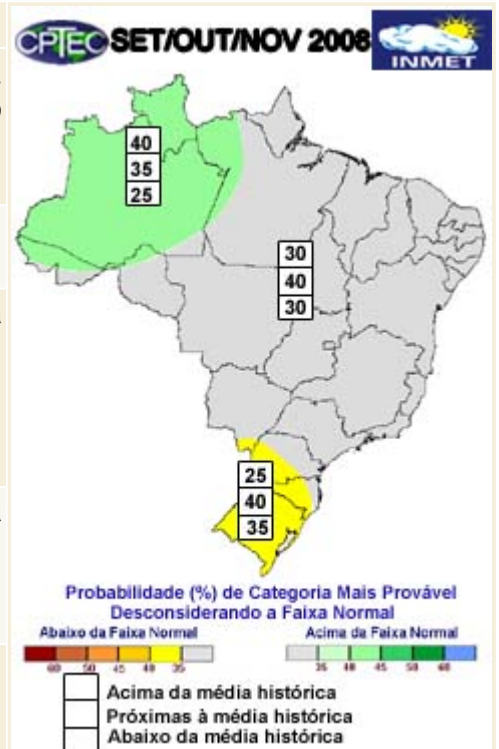 CPTEC SET/OUT/NOV 2008 INMET
40
35
25
30
40
30
25
40
35
Probabilidade (%) de Categoria Mais Provável
Desconsiderando a Faixa Normal
Abaixo da Faixa Normal Acima da Faixa Normal
60 50 45 40 35 35 40 45 50 60
Acima da média histórica
Próximas à média histórica
Abaixo da média histórica